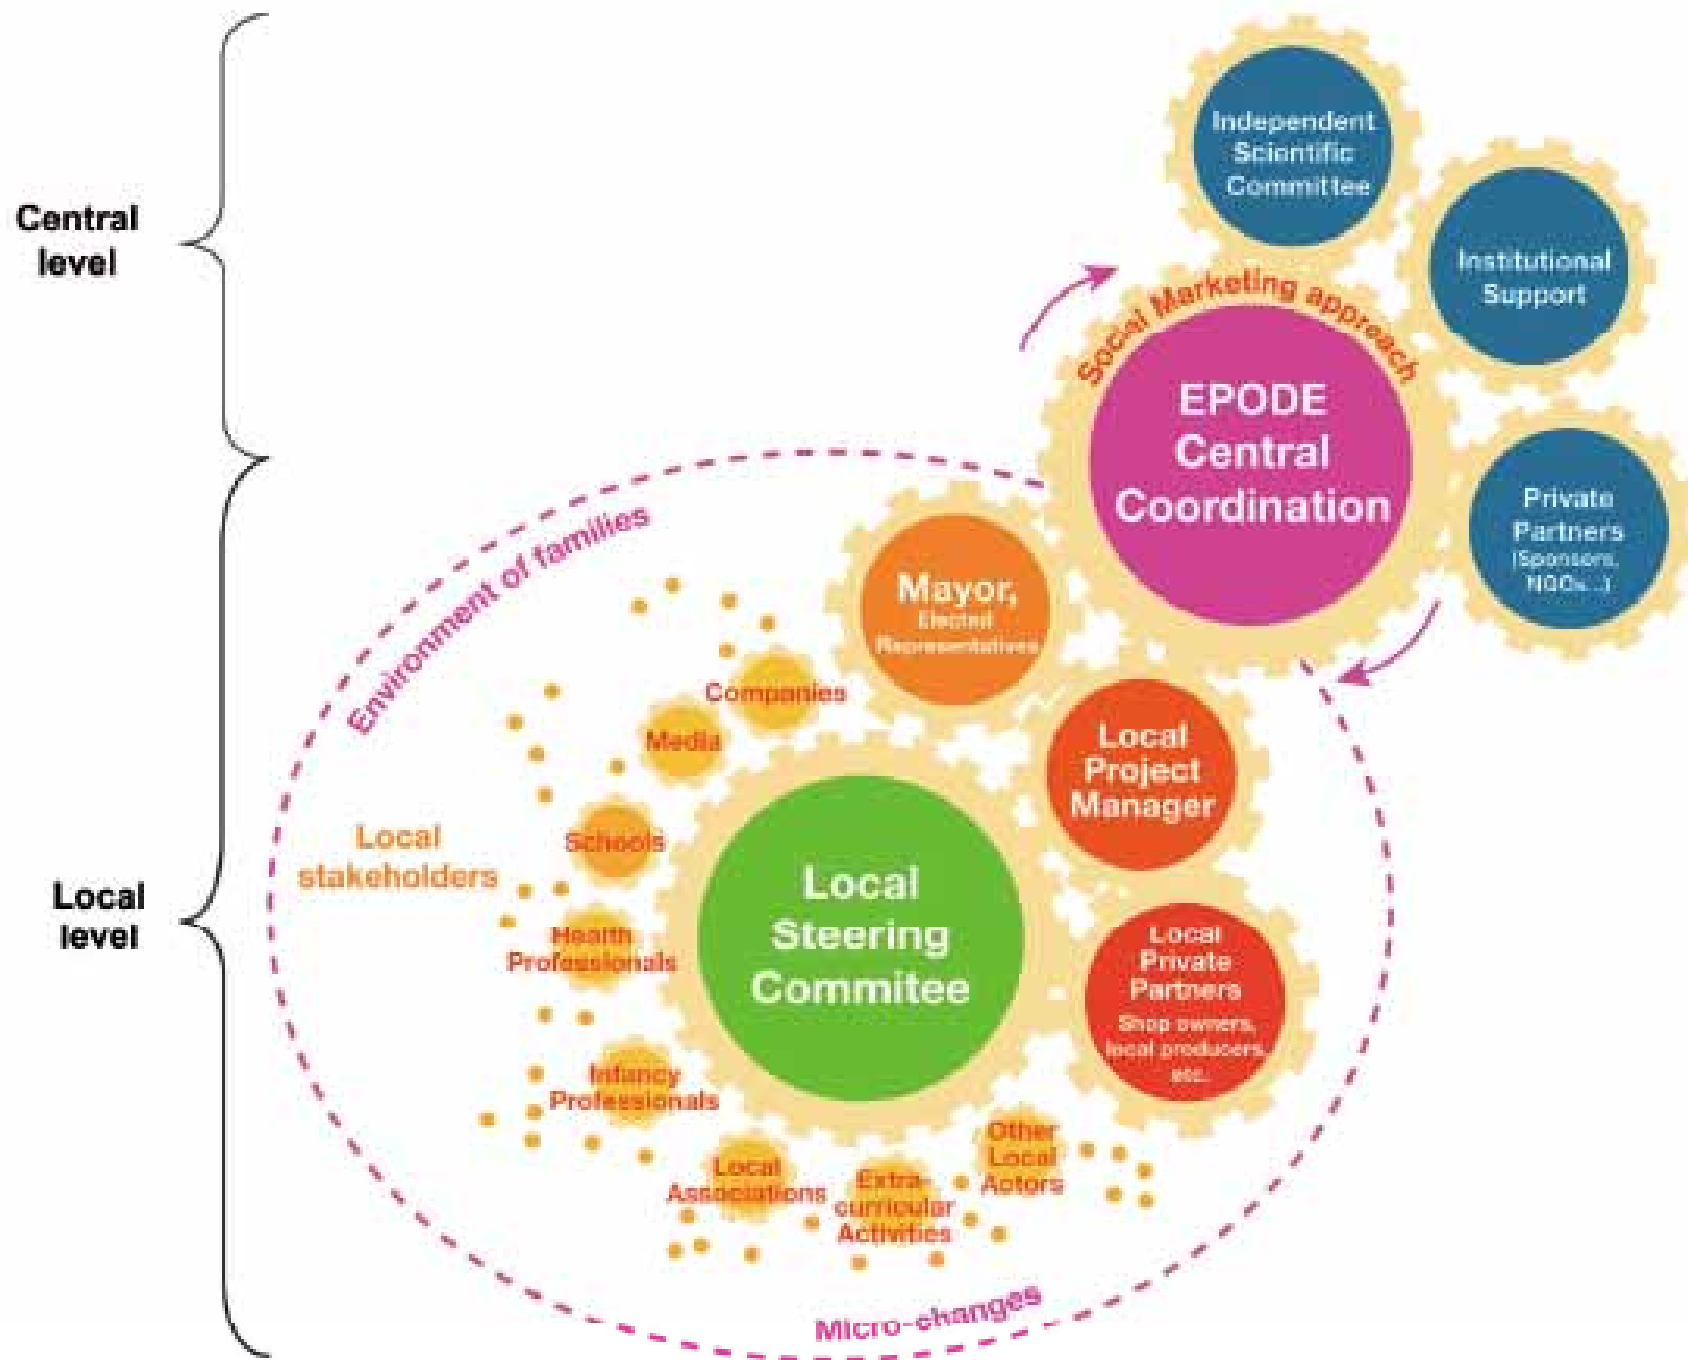 Central
level
Independent
Scientific
Committee
Institutional
Support
Social Marketing approach
EPODE
Central
Coordination
Private
Partners
(Sponsors,
NGOs...)
Environment of families
Mayor,
Elected
Representatives
Companies
Media
Local
Project
Manager
Schools
Local
stakeholders
Local
level
Local
Steering
Commitee
Health
Professionals
Local
Private
Partners
Shop owners,
local producers,
etc.
Infancy
Professionals
Local
Associations
Extra-
curricular
Activities
Other
Local
Actors
Micro-changes